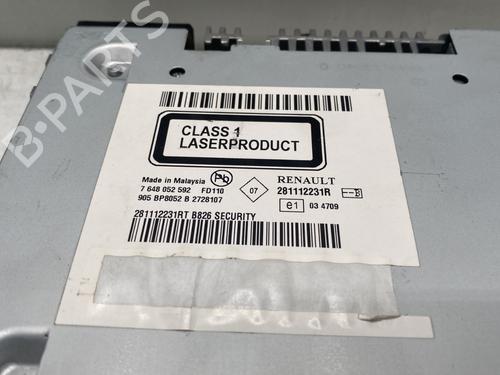 B-PARTS
CLASS 1
LASERPRODUCT
Made in Malaysia
7 648 052 592 FD110
905 BP8052 B 2728107
Pb
07
RENAULT
281112231R --B
e1 03 4709
281112231RT B826 SECURITY